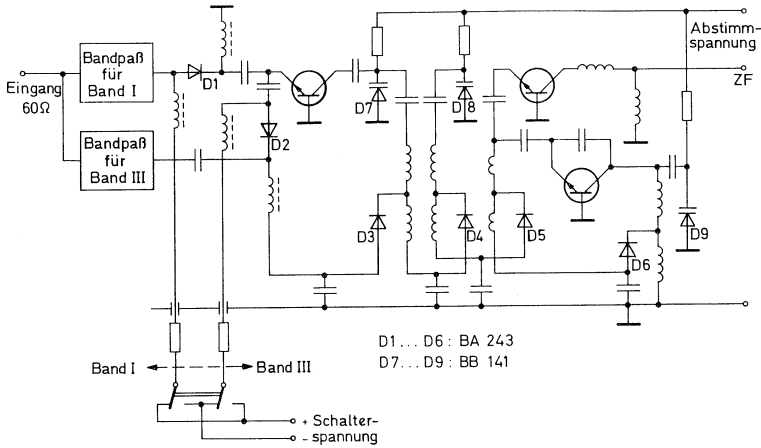 Abstimm-
spannung
Eingang
60Ω
Bandpaß
für
Band I
D1
D7
D8
ZF
Bandpaß
für
Band III
D2
D3
D4
D5
D6
D9
D1...D6: BA 243
D7...D9: BB 141
Band I
Band III
+ Schalter-
- spannung